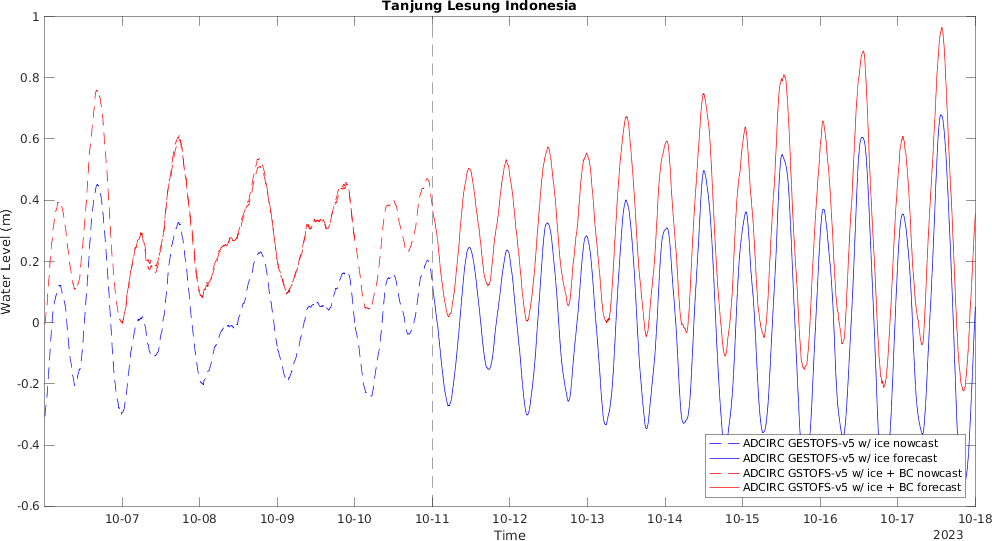 Tanjung Lesung Indonesia
1
0.8
0.6
0.4
0.2
0
-0.2
-0.4
-0.6
Water Level (m)
ADCIRC GESTOFS-v5 w/ ice nowcast
ADCIRC GESTOFS-v5 w/ ice forecast
ADCIRC GSTOFS-v5 w/ ice + BC nowcast
ADCIRC GSTOFS-v5 w/ ice + BC forecast
10-07 10-08 10-09 10-10 10-11 10-12 10-13 10-14 10-15 10-16 10-17 10-18
Time
2023